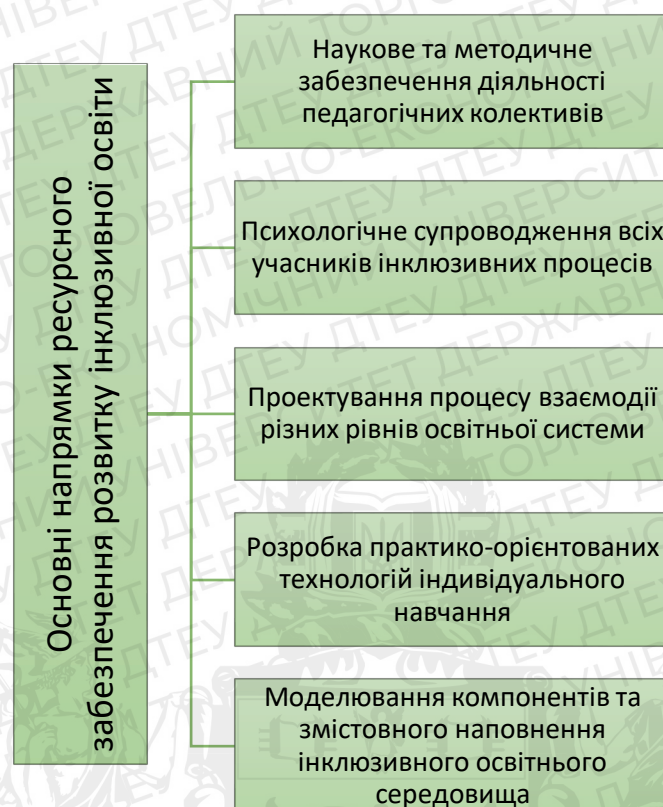 Основні напрямки ресурсного
забезпечення розвитку інклюзивної освіти
Наукове та методичне
забезпечення діяльності
педагогічних колективів
Психологічне супроводження всіх
учасників інклюзивних процесів
Проектування процесу взаємодії
різних рівнів освітньої системи
Розробка практико-орієнтованих
технологій індивідуального
навчання
Моделювання компонентів та
змістовного наповнення
інклюзивного освітнього
середовища